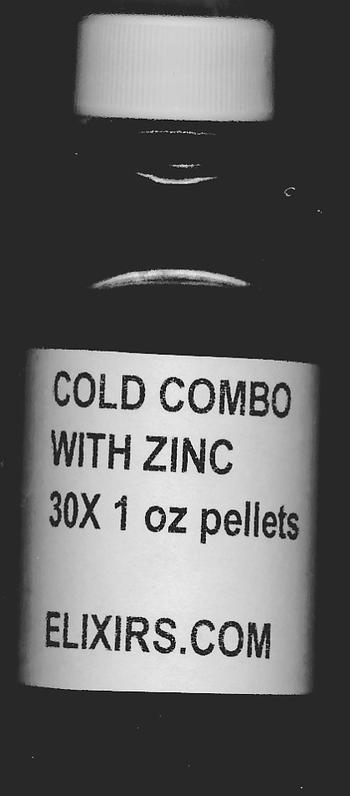 COLD COMBO
WITH ZINC
30X 1 oz pellets
ELIXIRS.COM